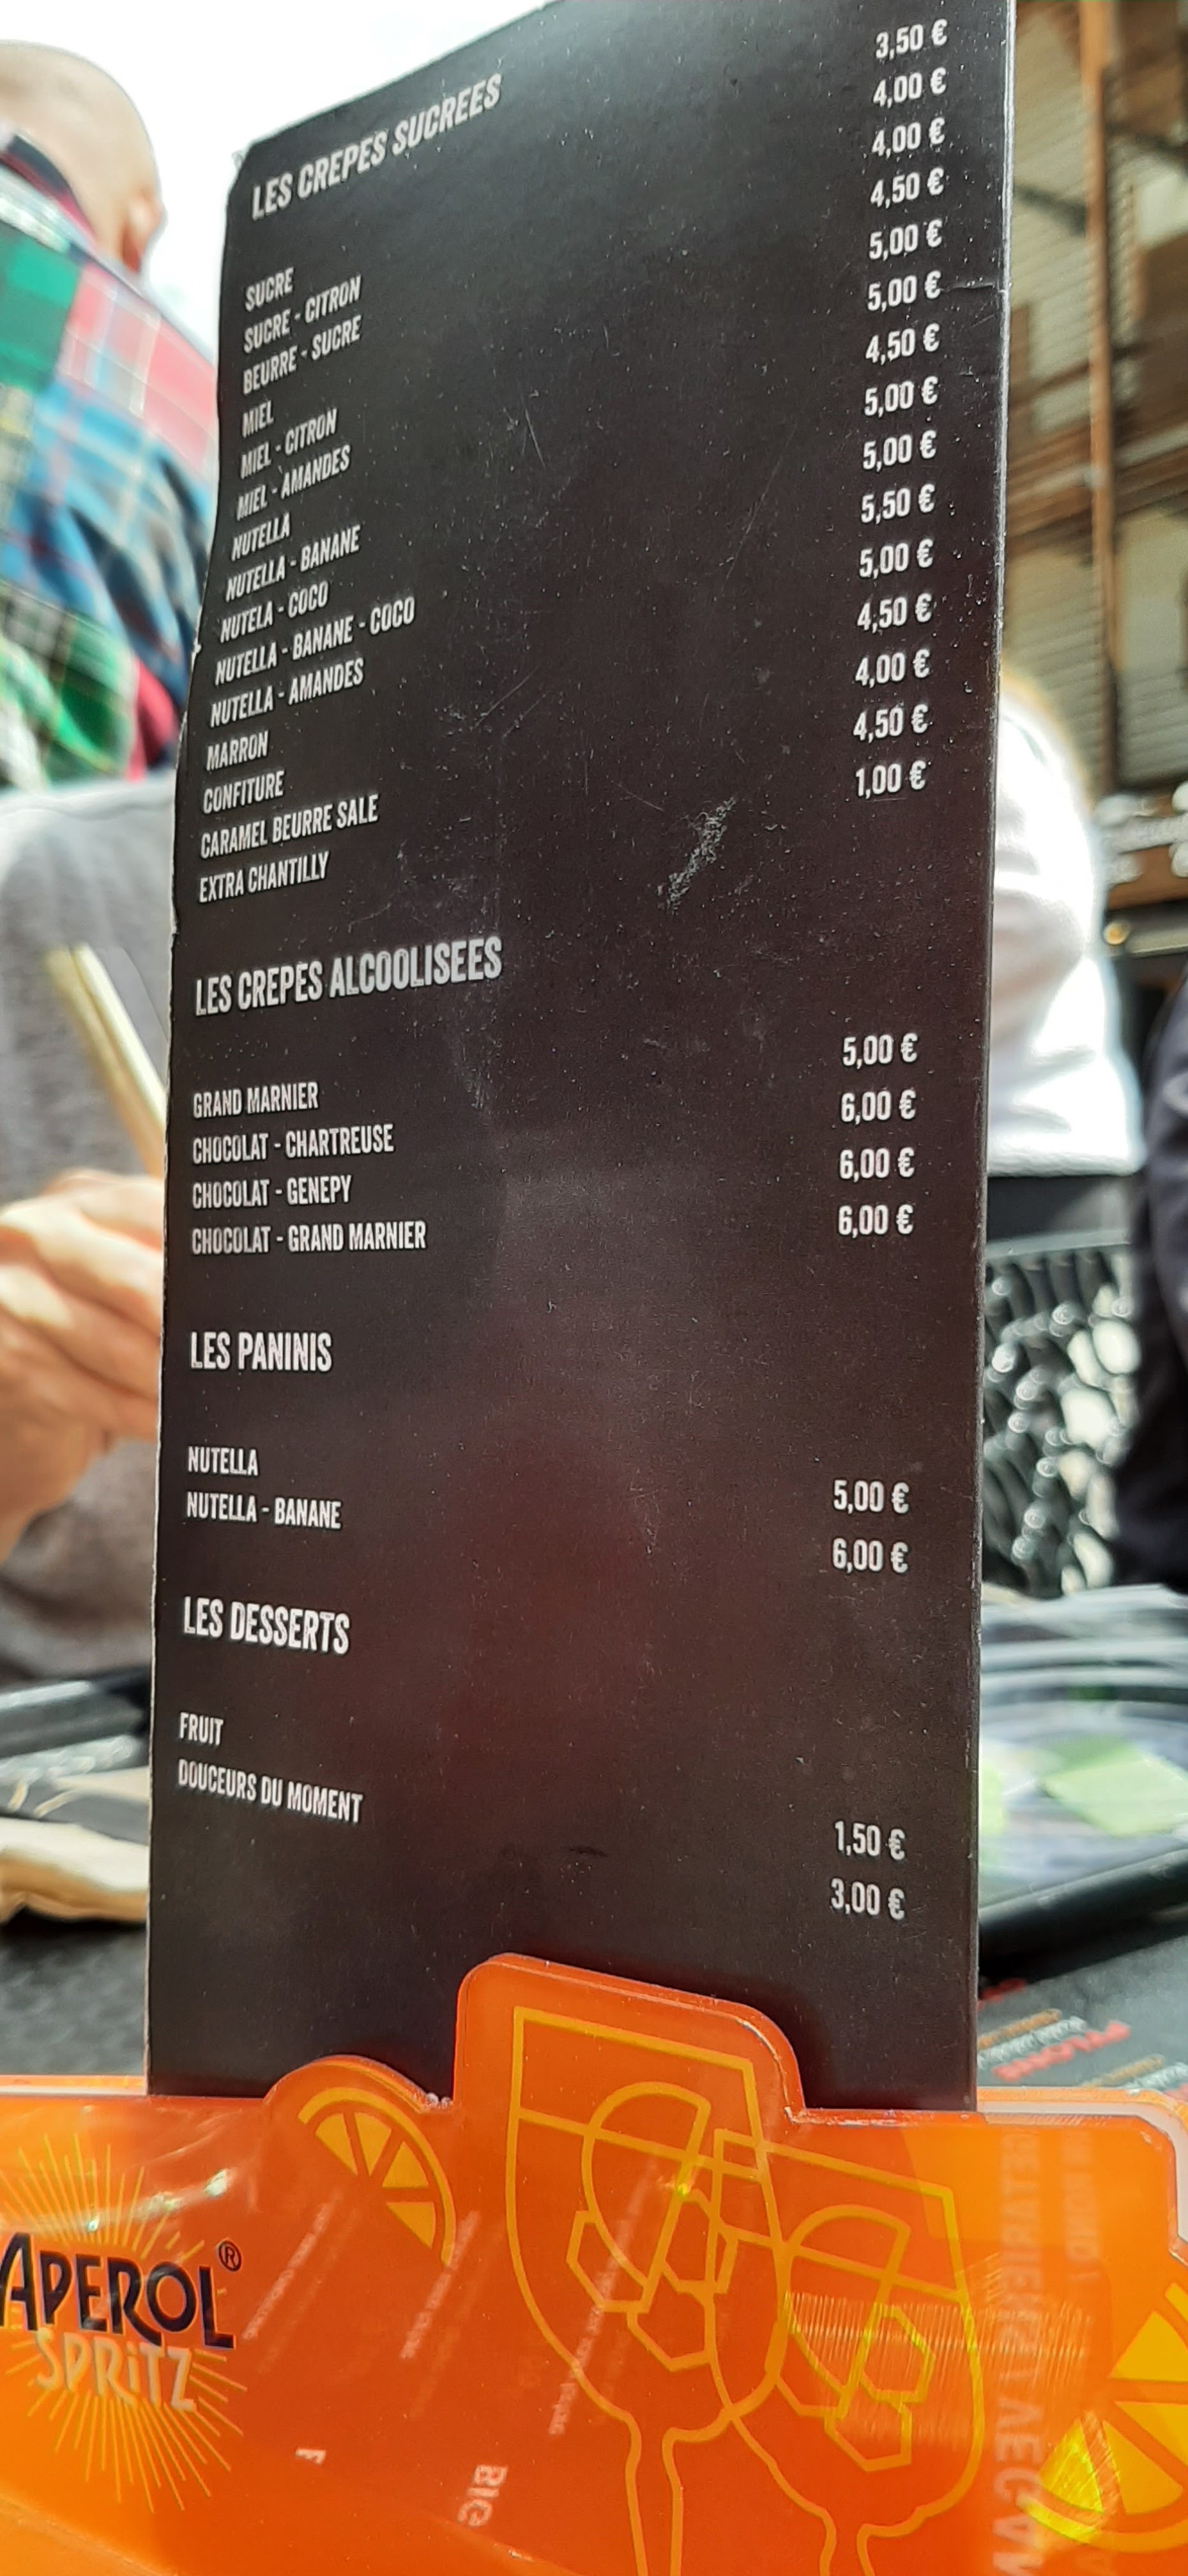 LES CREPES SUCREES
SUCRE 3,50 €
SUCRE - CITRON 4,00 €
BEURRE - SUCRE 4,00 €
MIEL 4,50 €
MIEL - CITRON 5,00 €
MIEL - AMANDES 5,00 €
NUTELLA 4,50 €
NUTELLA - BANANE 5,00 €
NUTELA - COCO 5,00 €
NUTELLA - BANANE - COCO 5,50 €
NUTELLA - AMANDES 5,00 €
MARRON 4,50 €
CONFITURE 4,00 €
CARAMEL BEURRE SALE 4,50 €
EXTRA CHANTILLY 1,00 €
LES CREPES ALCOOLISEES
GRAND MARNIER 5,00 €
CHOCOLAT - CHARTREUSE 6,00 €
CHOCOLAT - GENEPY 6,00 €
CHOCOLAT - GRAND MARNIER 6,00 €
LES PANINIS
NUTELLA 5,00 €
NUTELLA - BANANE 6,00 €
LES DESSERTS
FRUIT 1,50 €
DOUCEURS DU MOMENT 3,00 €
APEROL®
SPRITZ
BIG